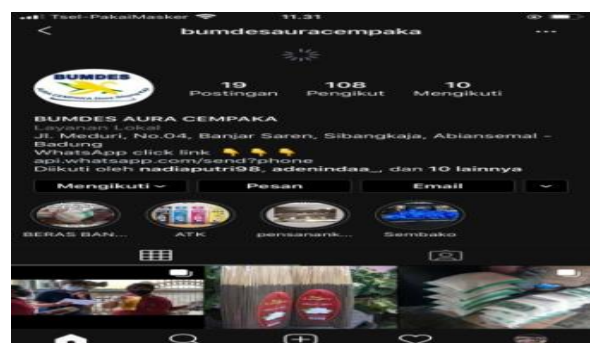 Tsel-PakaiMasker 11.31
bumdesauracempaka
BUMDES
19 108 10
Postingan Pengikut Mengikuti
BUMDES AURA CEMPAKA
Layanan Lokal
Jl. Meduri, No.04, Banjar Saren, Sibangkaja, Abiansemal -
Badung
WhatsApp click link 👇👇👇
api.whatsapp.com/send?phone
Diikuti oleh nadiaputri98, adenindaa_, dan 10 lainnya
Mengikuti Pesan Email
BERAS BAN... ATK pensanank... Sembako